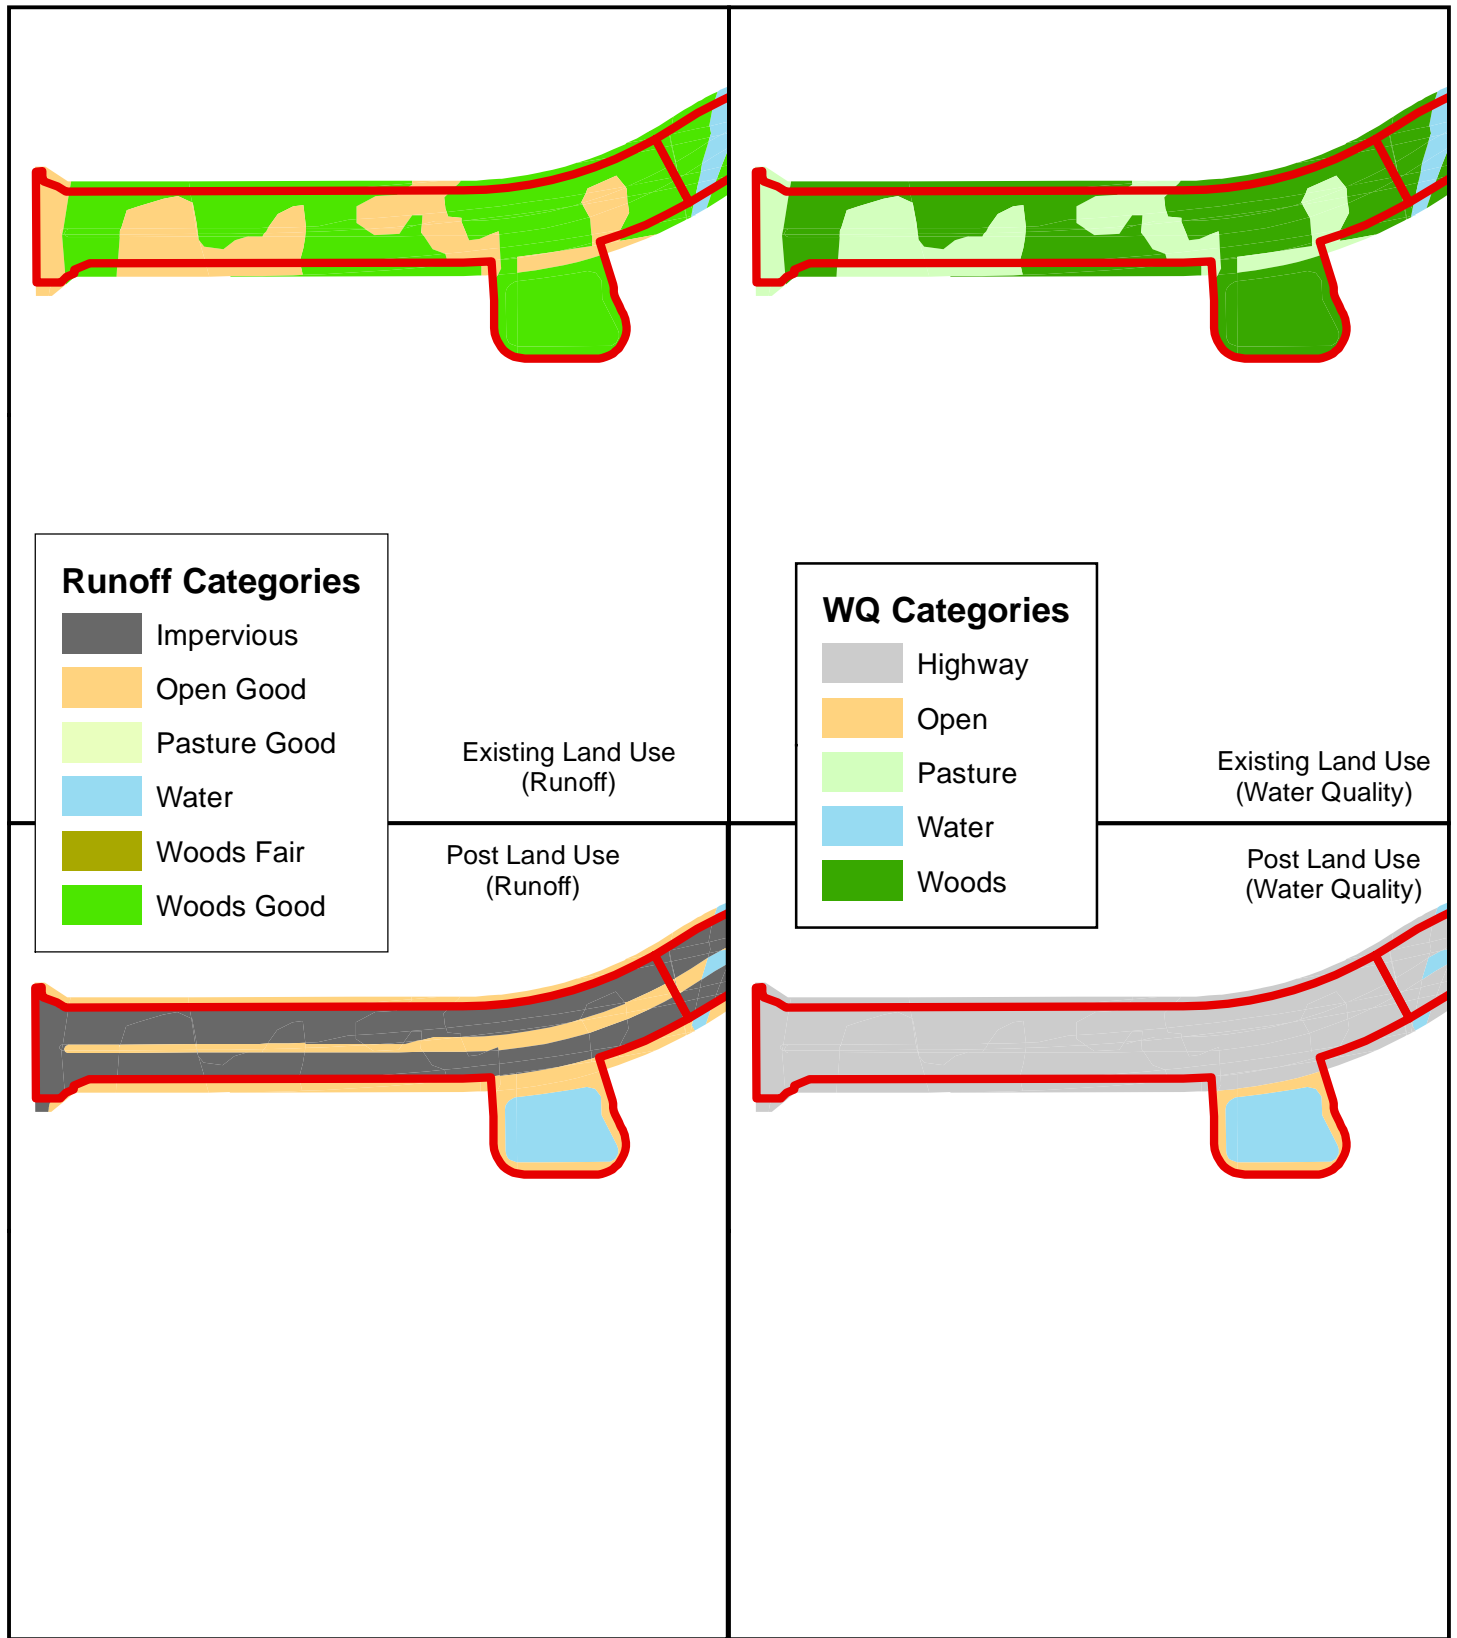 Runoff Categories
Impervious
Open Good
Pasture Good
Water
Woods Fair
Woods Good
Existing Land Use
(Runoff)
WQ Categories
Highway
Open
Pasture
Water
Woods
Existing Land Use
(Water Quality)
Post Land Use
(Runoff)
Post Land Use
(Water Quality)